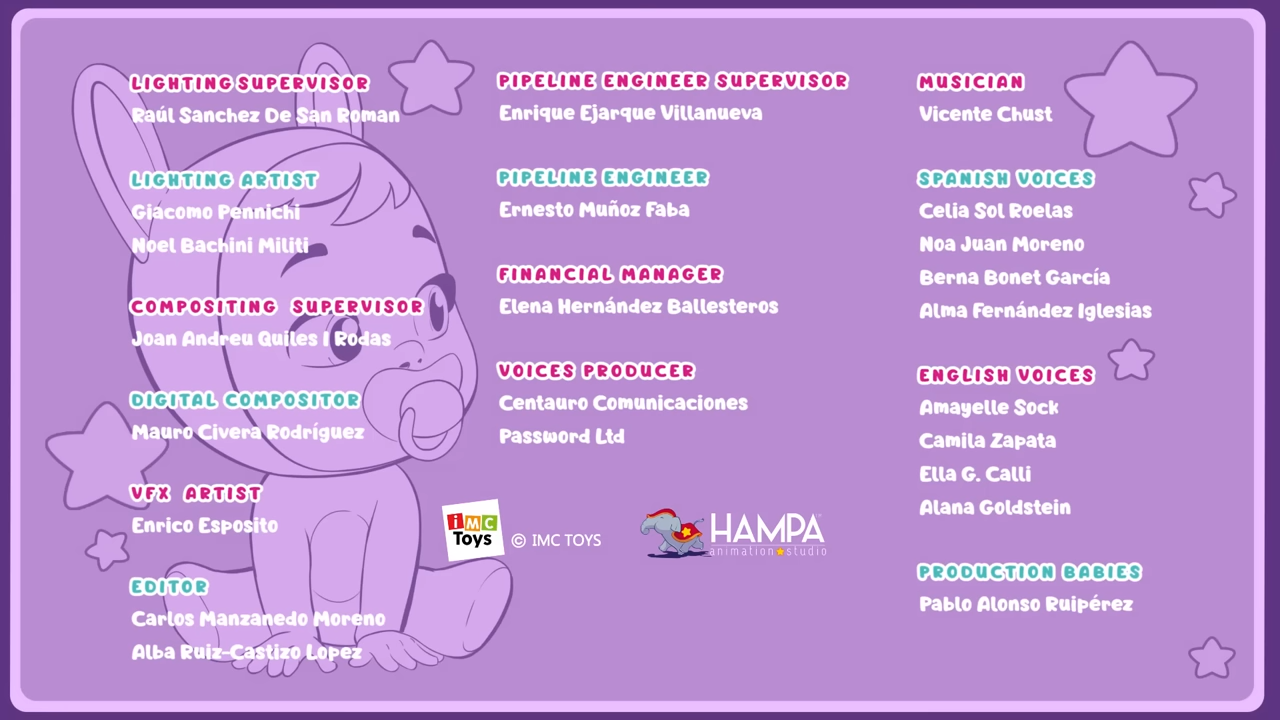 LIGHTING SUPERVISOR
Raúl Sanchez De San Roman
LIGHTING ARTIST
Giacomo Pennichi
Noel Bachini Militi
COMPOSITING SUPERVISOR
Joan Andreu Quiles I Rodas
DIGITAL COMPOSITOR
Mauro Civera Rodríguez
VFX ARTIST
Enrico Esposito
EDITOR
Carlos Manzanedo Moreno
Alba Ruiz-Castizo Lopez
PIPELINE ENGINEER SUPERVISOR
Enrique Ejarque Villanueva
PIPELINE ENGINEER
Ernesto Muñoz Faba
FINANCIAL MANAGER
Elena Hernández Ballesteros
VOICES PRODUCER
Centauro Comunicaciones
Password Ltd
iMC
Toys
© IMC TOYS
HAMPA
animation studio
MUSICIAN
Vicente Chust
SPANISH VOICES
Celia Sol Roelas
Noa Juan Moreno
Berna Bonet García
Alma Fernández Iglesias
ENGLISH VOICES
Amayelle Sock
Camila Zapata
Ella G. Calli
Alana Goldstein
PRODUCTION BABIES
Pablo Alonso Ruipérez